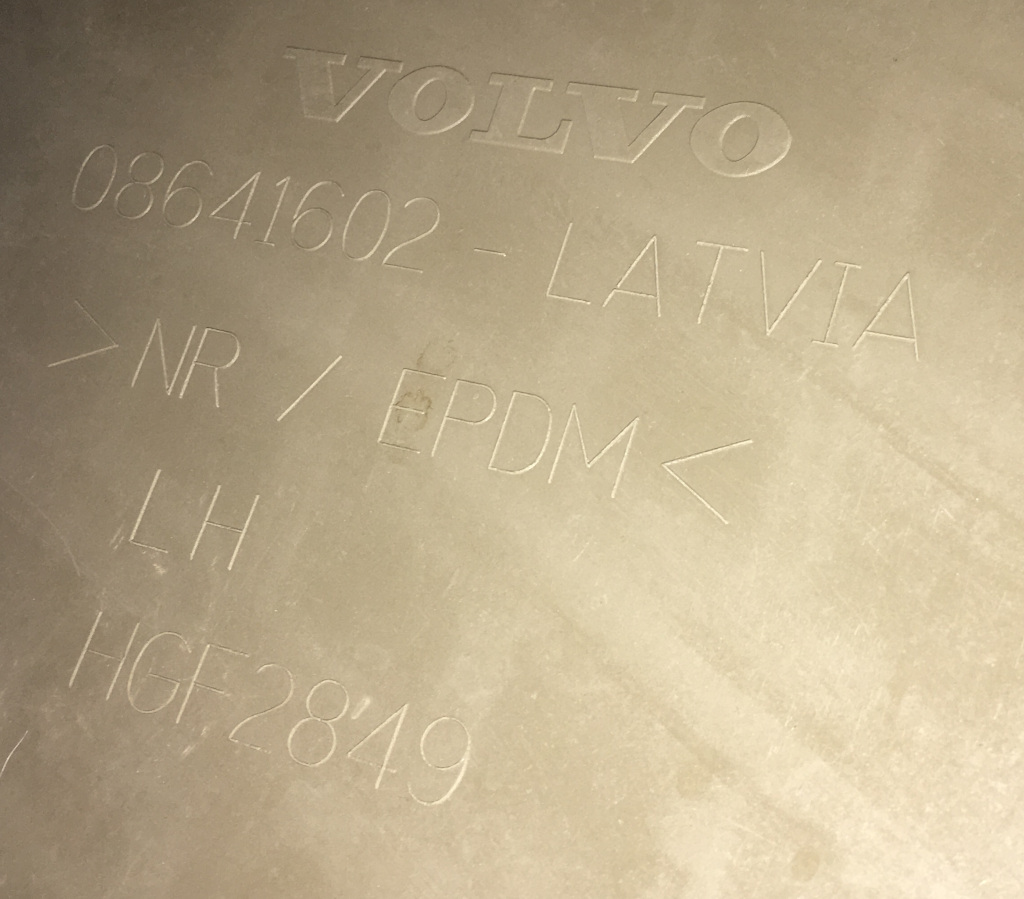 VOLVO
08641602 - LATVIA
>NR / EPDM<
LH
HGF2849